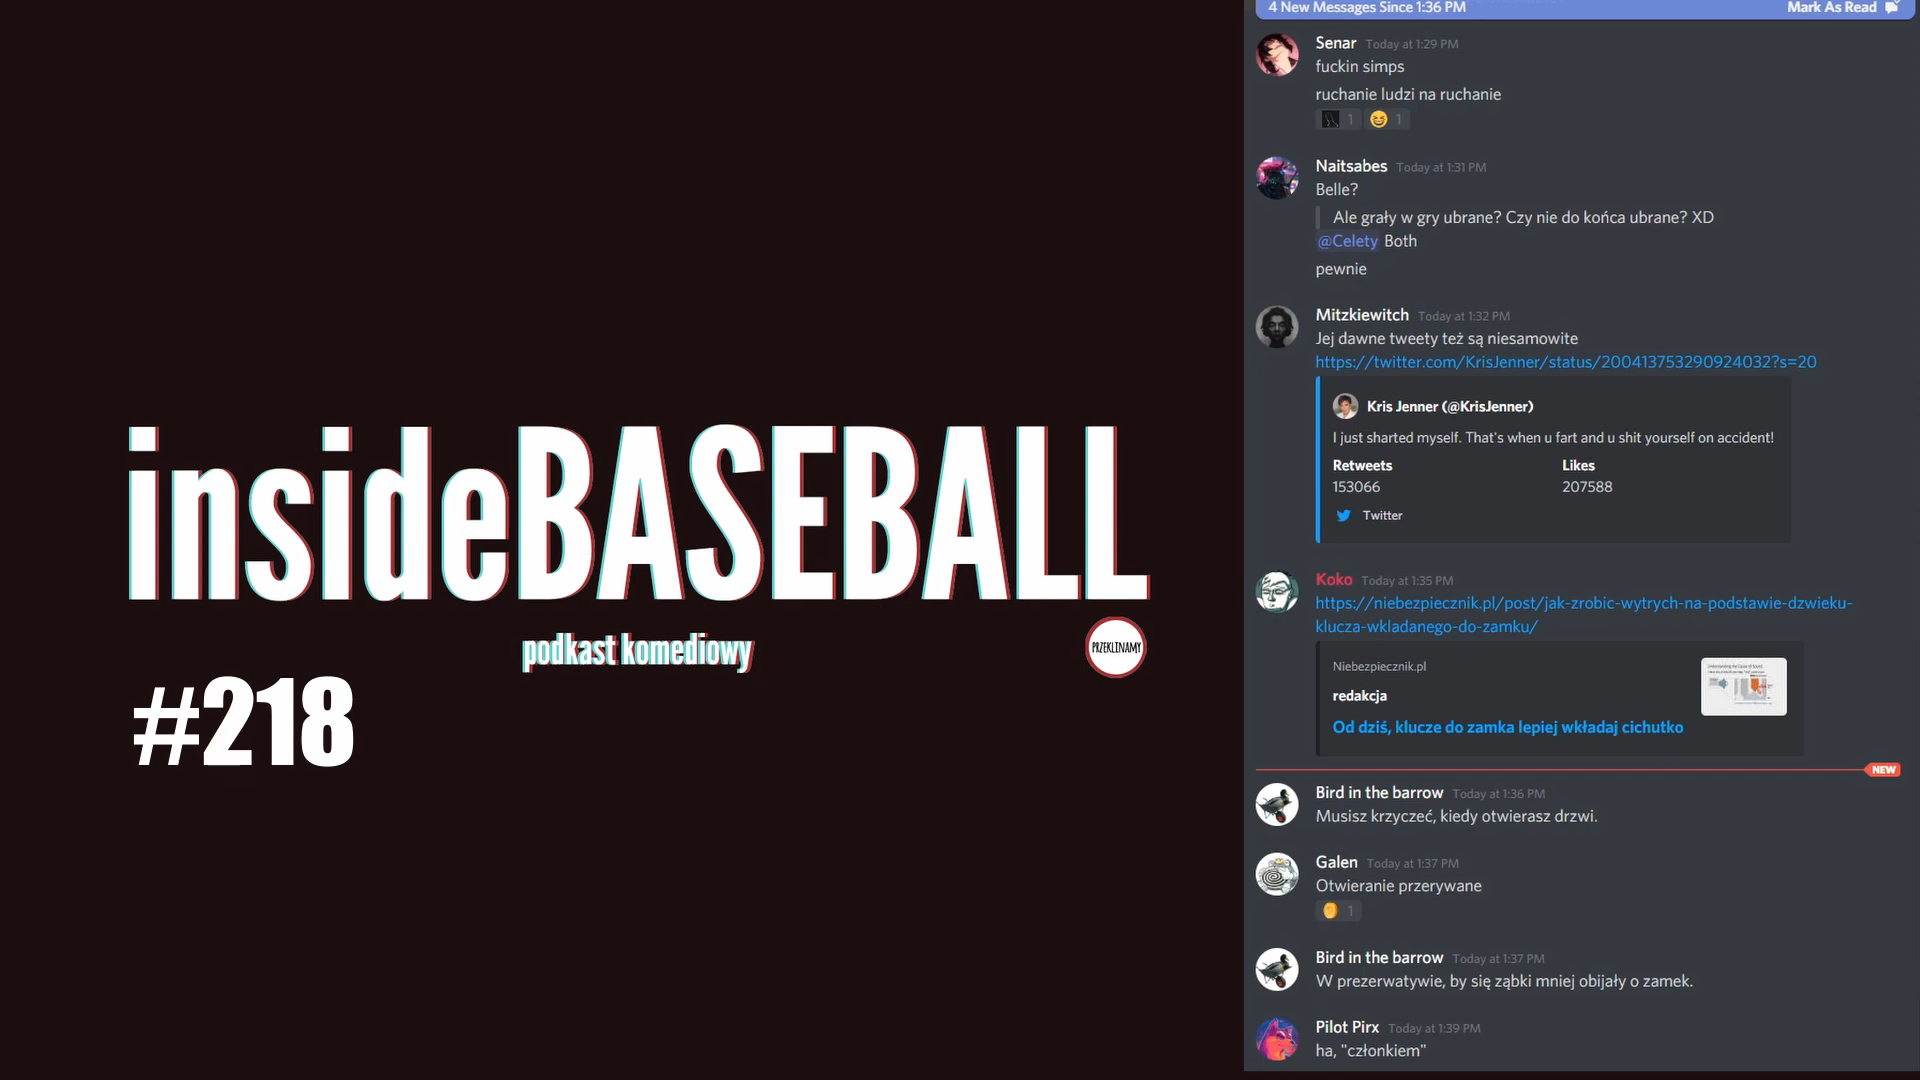 insideBASEBALL
podkast komediowy
PRZEKLINAMY
#218
4 New Messages Since 1:36 PM
Mark As Read
Senar Today at 1:29 PM
fuckin simps
ruchanie ludzi na ruchanie
1 1
Naitsabes Today at 1:31 PM
Belle?
Ale grały w gry ubrane? Czy nie do końca ubrane? XD
@Celety Both
pewnie
Mitzkiewitch Today at 1:32 PM
Jej dawne tweety też są niesamowite
https://twitter.com/KrisJenner/status/200413753290924032?s=20
Kris Jenner (@KrisJenner)
I just sharted myself. That's when u fart and u shit yourself on accident!
Retweets Likes
153066 207588
Twitter
Koko Today at 1:35 PM
https://niebezpiecznik.pl/post/jak-zrobic-wytrych-na-podstawie-dzwieku-
klucza-wkladanego-do-zamku/
Niebezpiecznik.pl
redakcja
Od dziś, klucze do zamka lepiej wkładaj cichutko
NEW
Bird in the barrow Today at 1:36 PM
Musisz krzyczeć, kiedy otwierasz drzwi.
Galen Today at 1:37 PM
Otwieranie przerywane
1
Bird in the barrow Today at 1:37 PM
W prezerwatywie, by się ząbki mniej obijały o zamek.
Pilot Pirx Today at 1:39 PM
ha, "członkiem"